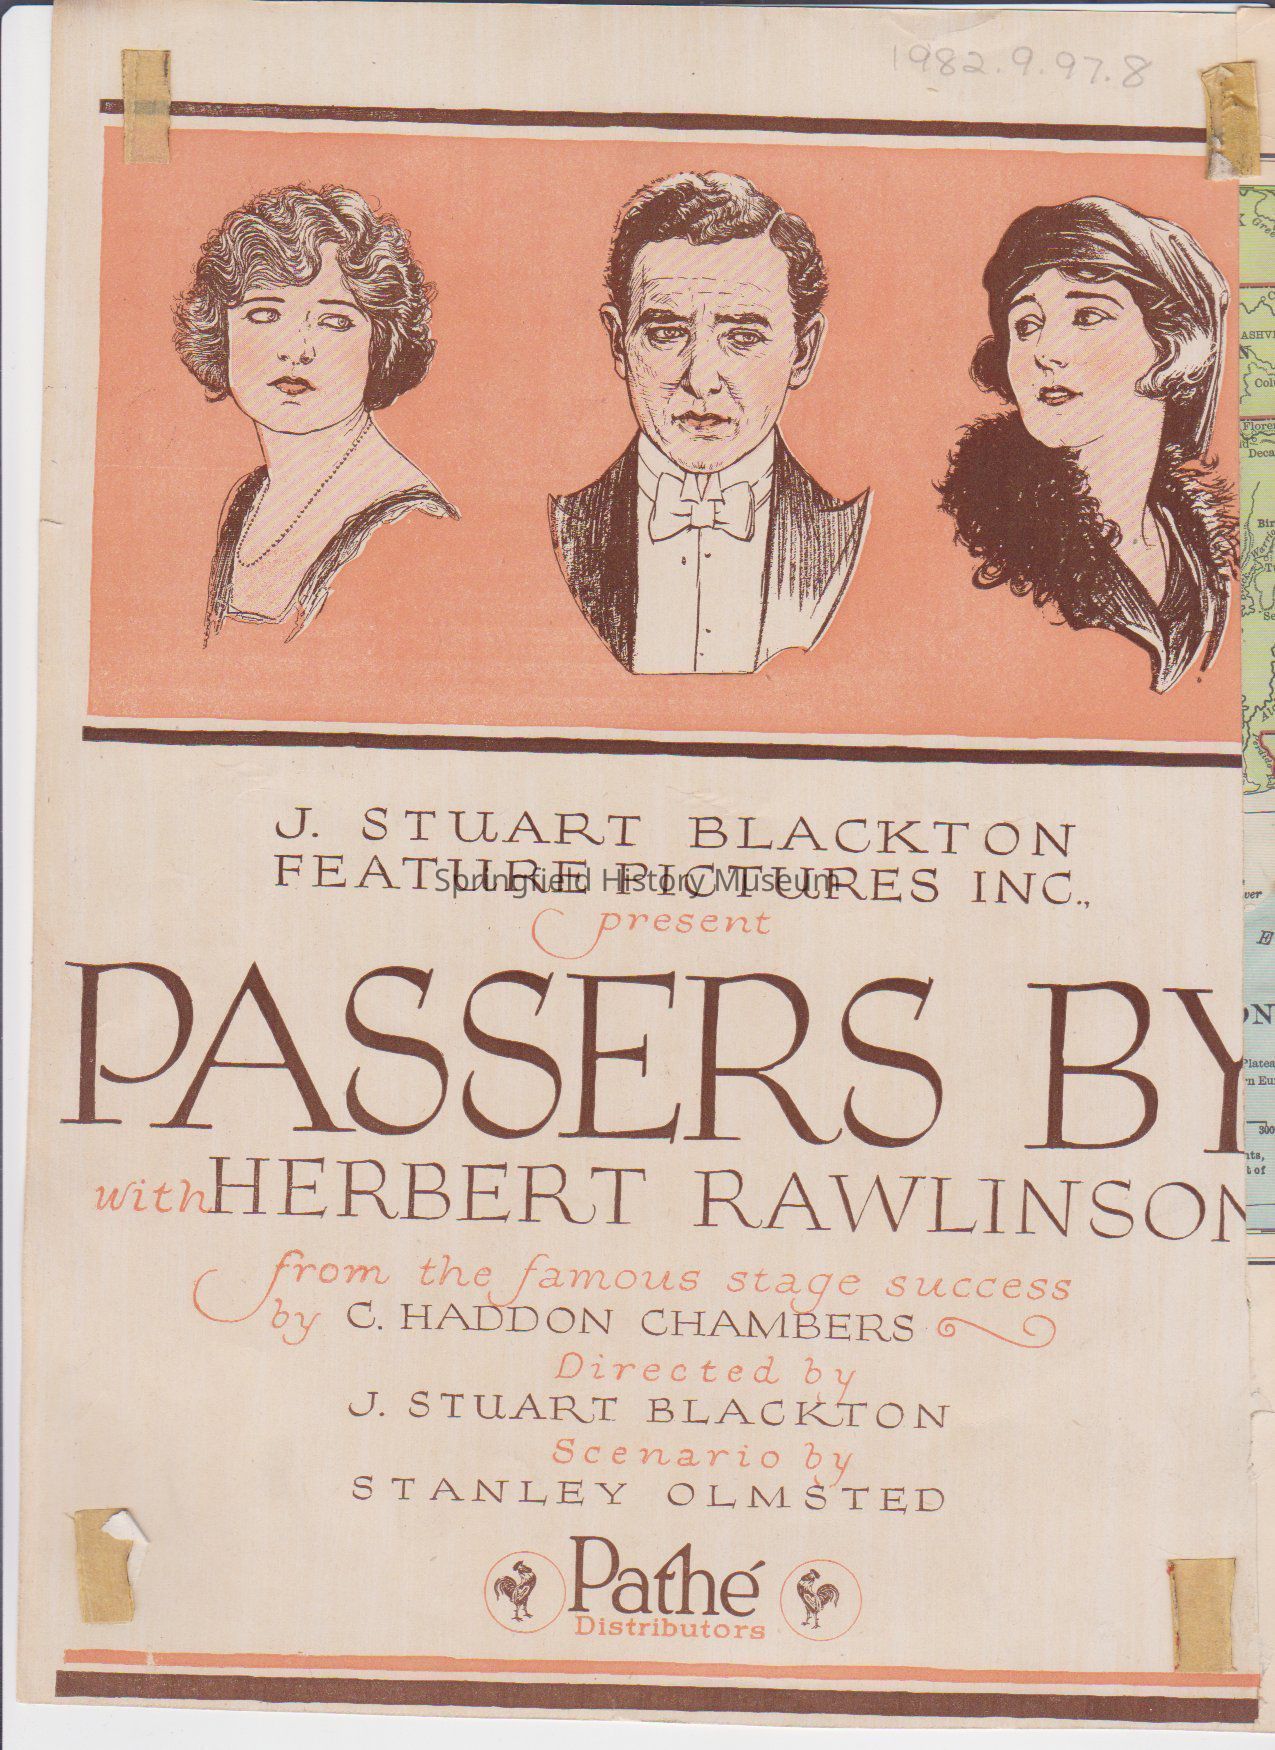 1982.9.97.8
J. STUART BLACKTON
FEATURE PICTURES INC.,
Springfield History Museum
present
PASSERS BY
with HERBERT RAWLINSON
from the famous stage success
by C. HADDON CHAMBERS
Directed by
J. STUART BLACKTON
Scenario by
STANLEY OLMSTED
Pathé
Distributors